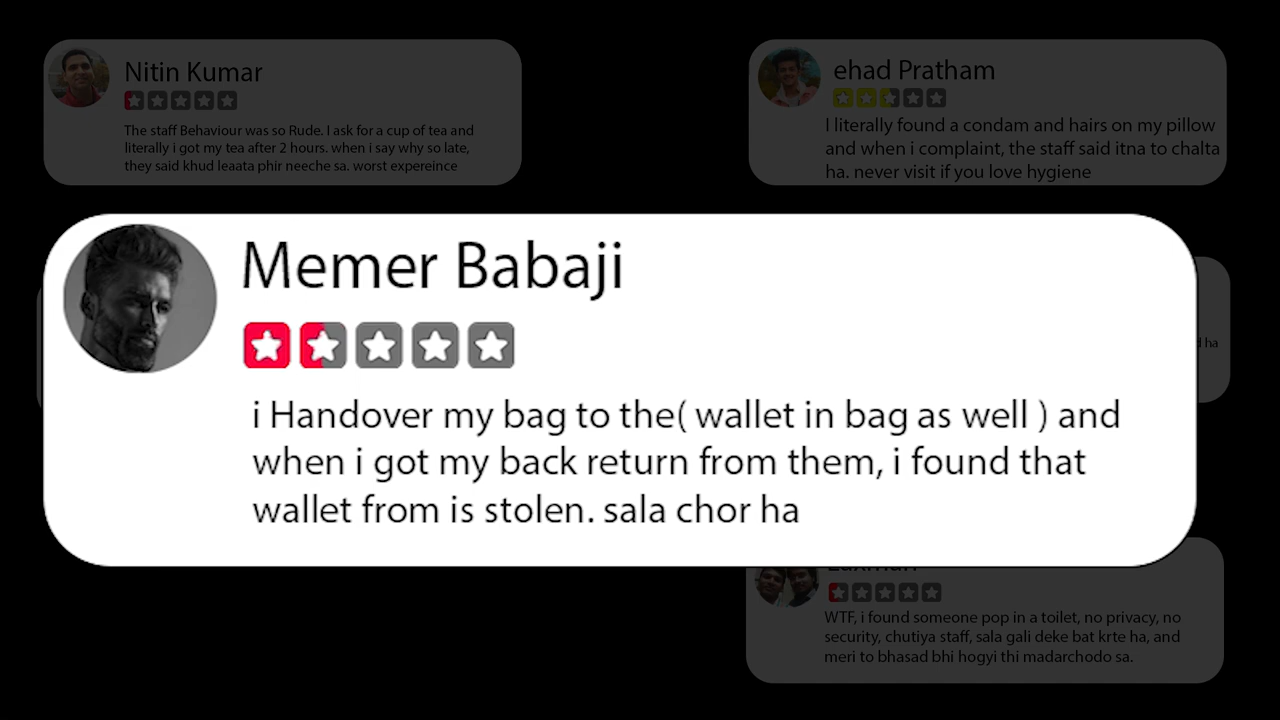 Nitin Kumar
The staff Behaviour was so Rude. I ask for a cup of tea and
literally i got my tea after 2 hours. when i say why so late,
they said khud leaata phir neeche sa. worst expereince
ehad Pratham
I literally found a condam and hairs on my pillow
and when i complaint, the staff said itna to chalta
ha. never visit if you love hygiene
Memer Babaji
i Handover my bag to the( wallet in bag as well ) and
when i got my back return from them, i found that
wallet from is stolen. sala chor ha
ha
WTF, i found someone pop in a toilet, no privacy, no
security, chutiya staff, sala gali deke bat krte ha, and
meri to bhasad bhi hogyi thi madarchodo sa.